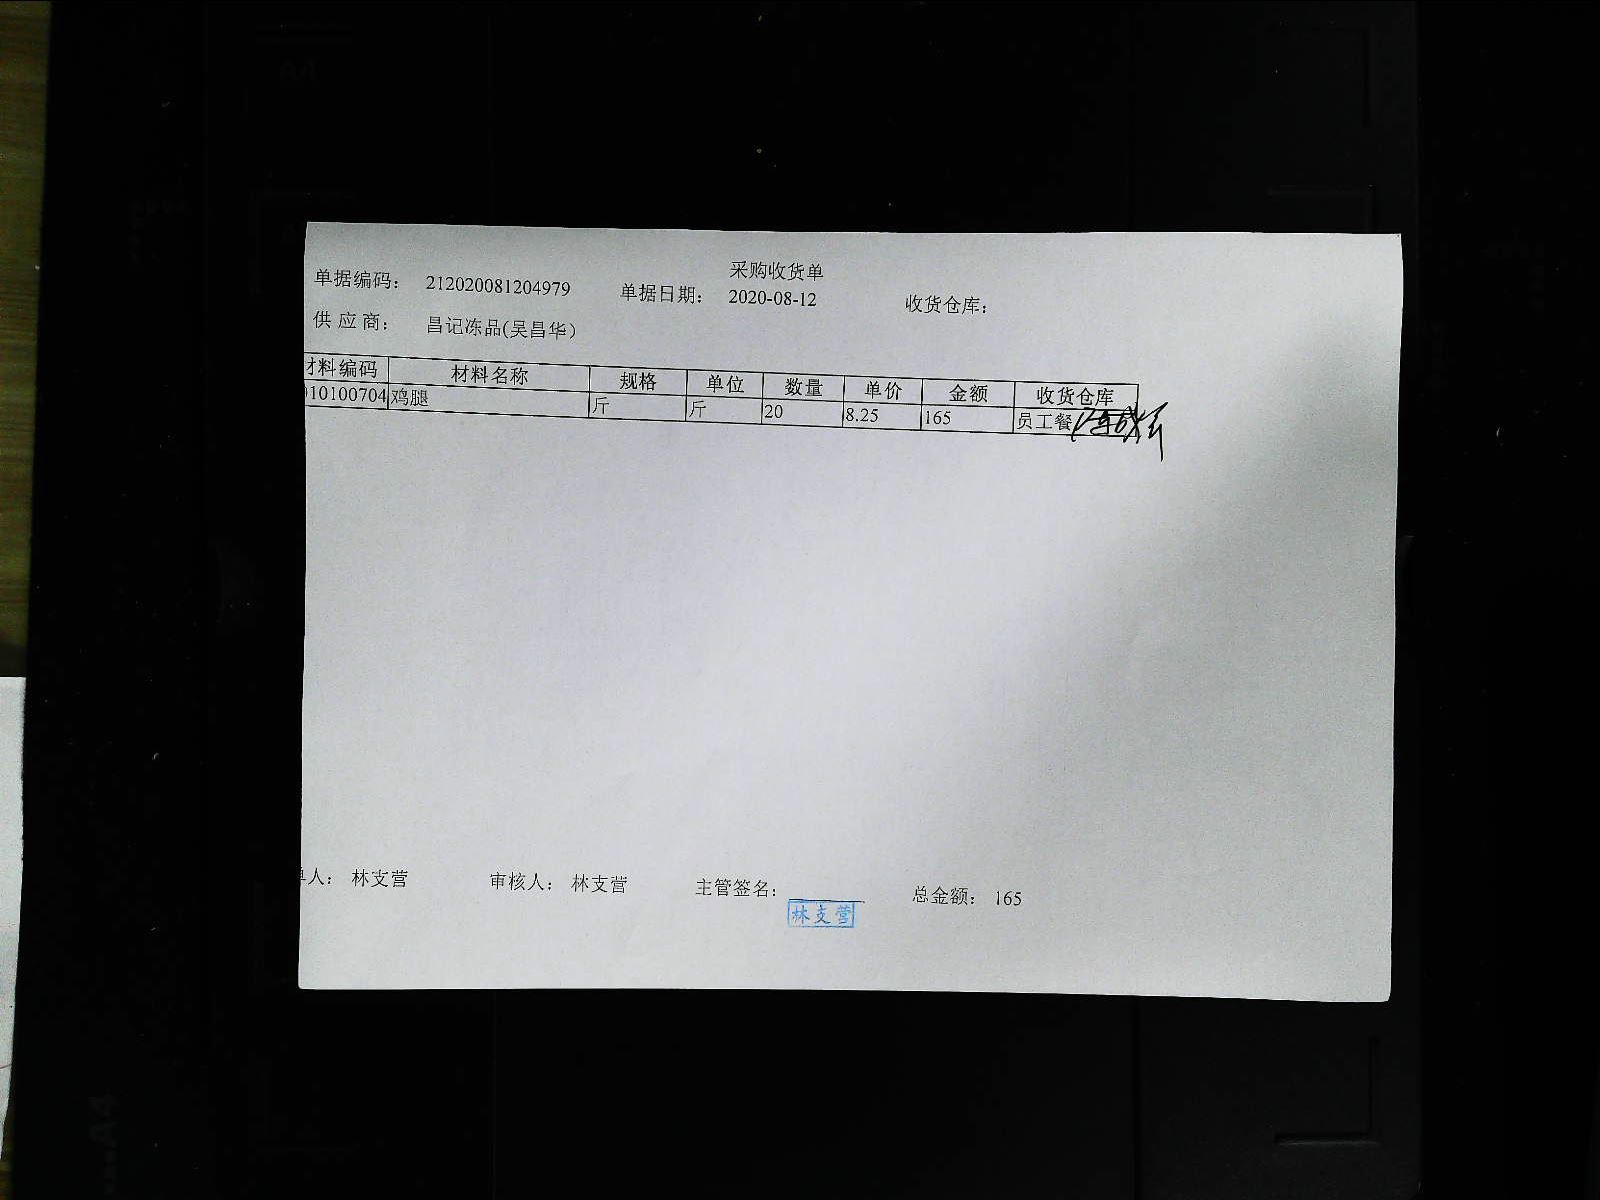 采购收货单
单据编码： 212020081204979 单据日期： 2020-08-12 收货仓库：
供 应 商： 昌记冻品(吴昌华)
材料编码 材料名称 规格 单位 数量 单价 金额 收货仓库
10100704 鸡腿 斤 斤 20 8.25 165 员工餐
单人： 林支营 审核人： 林支营 主管签名： 总金额： 165
林支营
A4